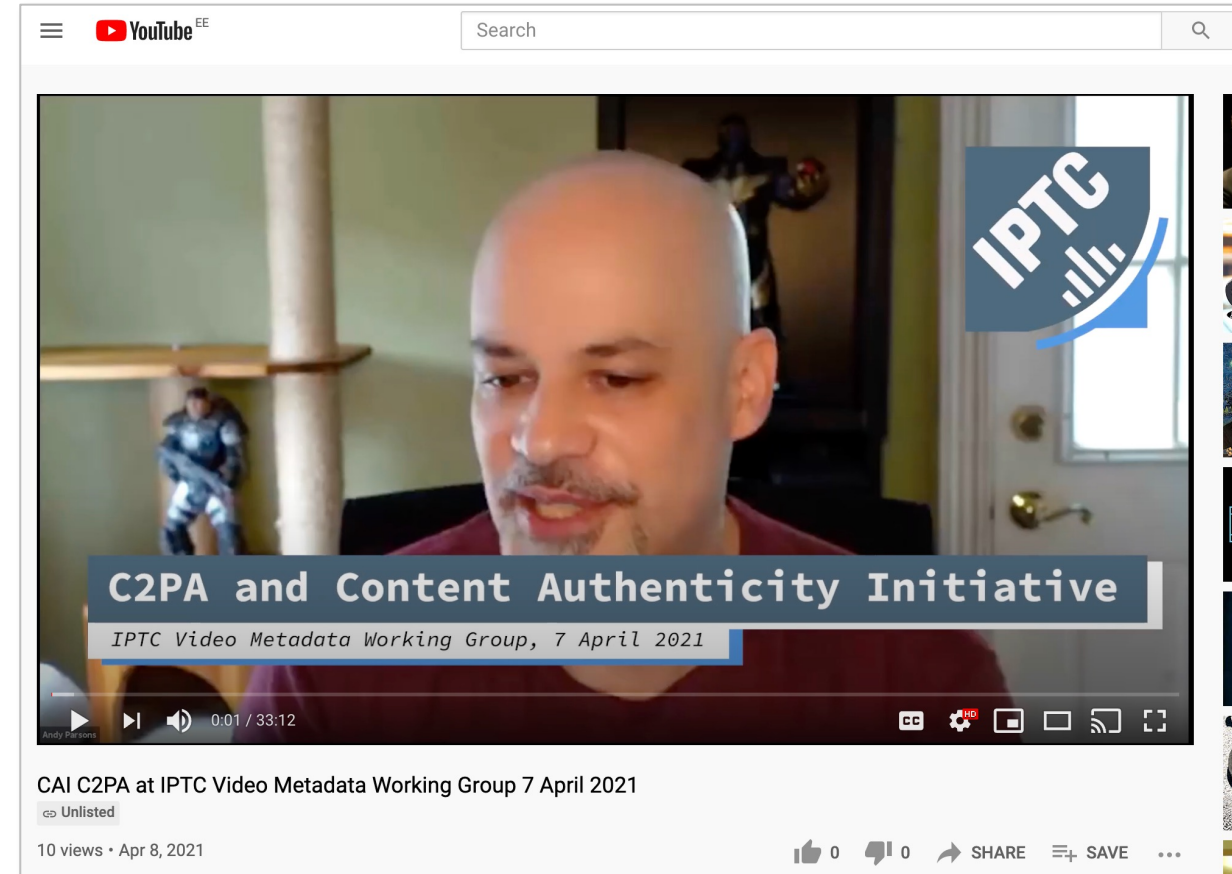 YouTube EE
Search
IPTC
C2PA and Content Authenticity Initiative
IPTC Video Metadata Working Group, 7 April 2021
0:01 / 33:12
CC
HD
Andy Parsons
CAI C2PA at IPTC Video Metadata Working Group 7 April 2021
Unlisted
10 views • Apr 8, 2021
0
0
SHARE
SAVE